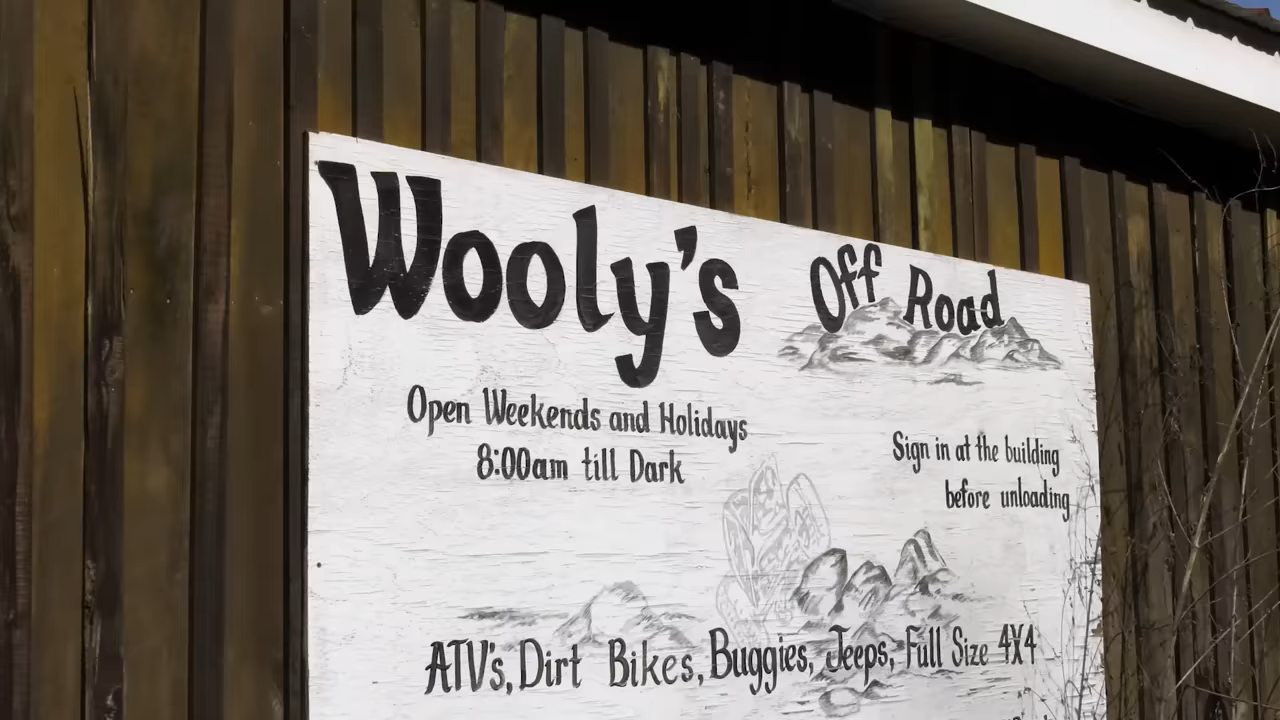 Wooly's Off Road
Open Weekends and Holidays
8:00am till Dark
Sign in at the building
before unloading
ATV's, Dirt Bikes, Buggies, Jeeps, Full Size 4X4